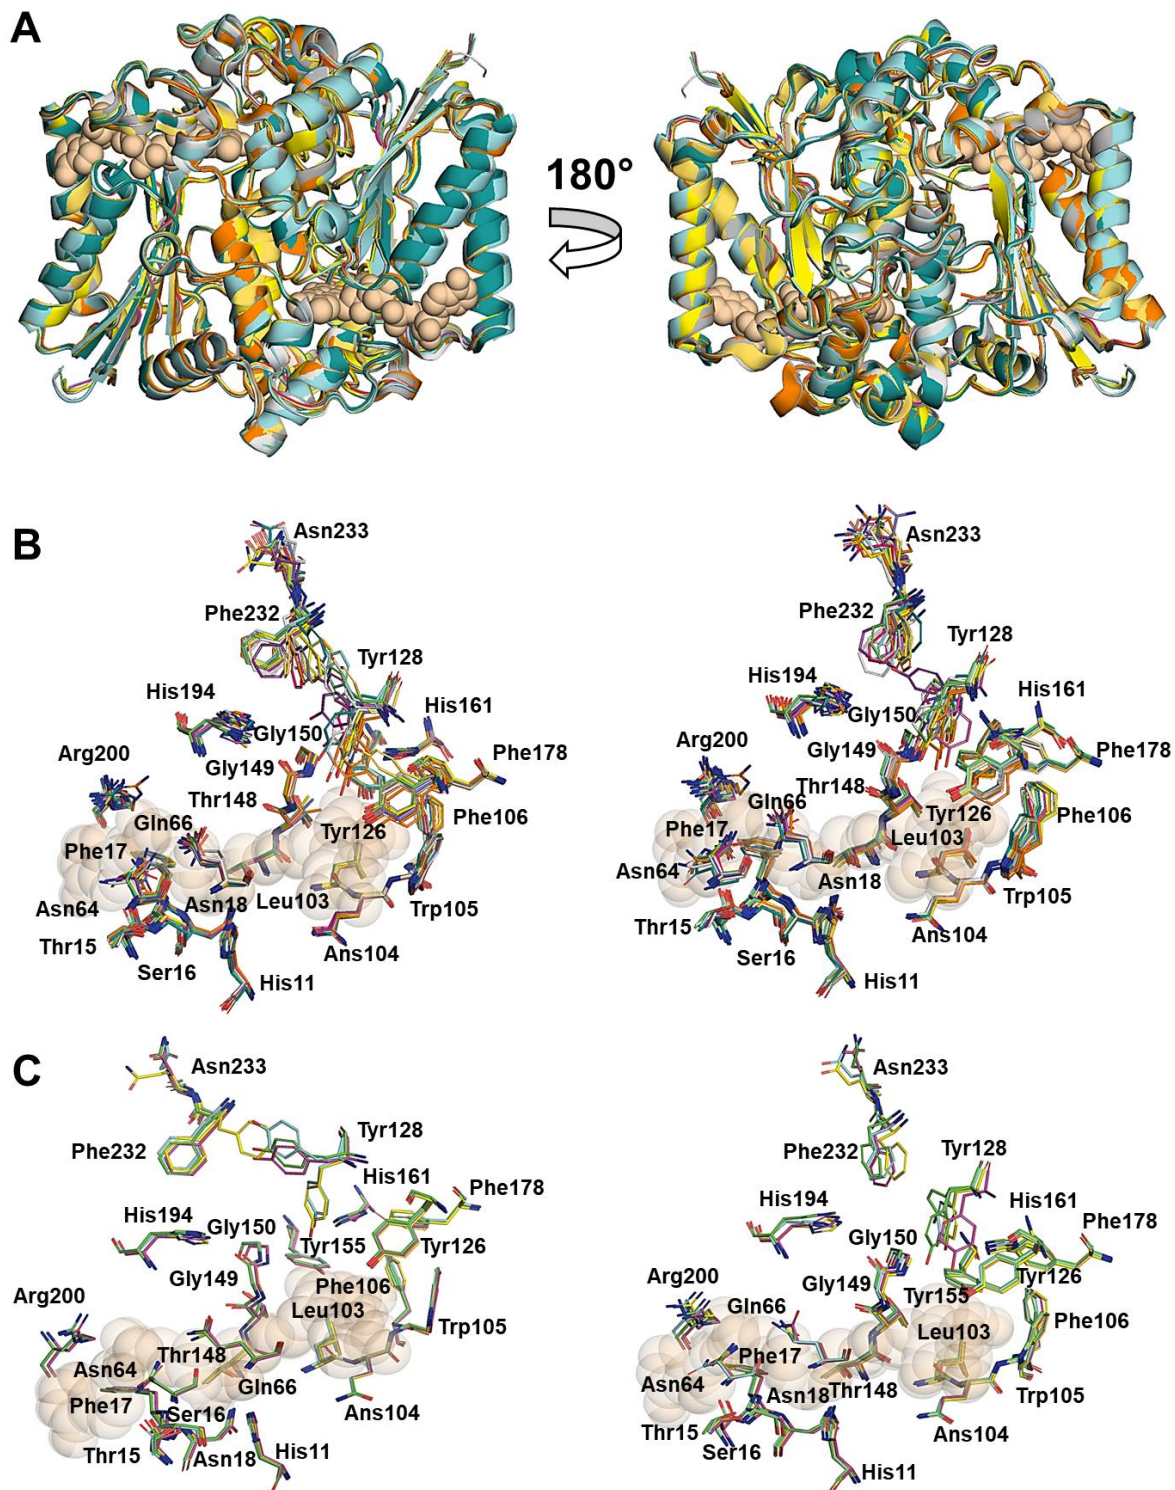 A
180°
B
Asn233
Phe232
Tyr128
His194
His161
Gly150
Arg200
Gly149
Phe178
Thr148
Gln66
Phe106
Tyr126
Phe17
Asn64
Asn18
Leu103
Trp105
Thr15
Ans104
Ser16
His11
Asn233
Phe232
Tyr128
His194
His161
Gly150
Arg200
Gly149
Phe178
Thr148
Gln66
Phe106
Tyr126
Phe17
Leu103
Asn64
Asn18
Trp105
Thr15
Ans104
Ser16
His11
C
Asn233
Tyr128
Phe232
His161
Phe178
His194
Gly150
Tyr155
Tyr126
Gly149
Phe106
Arg200
Leu103
Trp105
Thr148
Asn64
Gln66
Phe17
Ser16
Ans104
Thr15
Asn18
His11
Asn233
Phe232
Tyr128
His194
His161
Phe178
Gly150
Arg200
Gly149
Tyr126
Tyr155
Gln66
Phe106
Leu103
Phe17
Asn64
Asn18
Thr148
Trp105
Thr15
Ans104
Ser16
His11